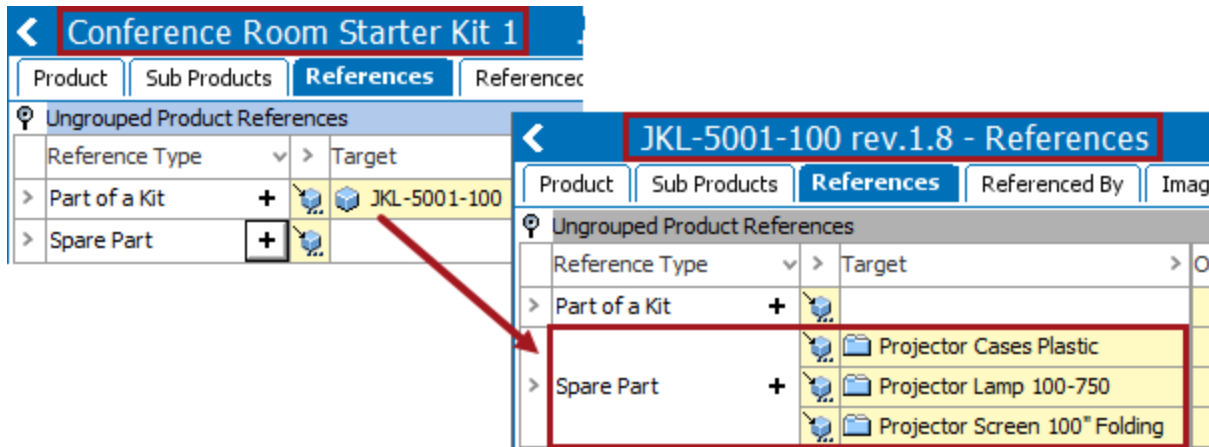 Conference Room Starter Kit 1
Product Sub Products References Referenced
Ungrouped Product References
Reference Type > Target
Part of a Kit + JKL-5001-100
Spare Part +
JKL-5001-100 rev.1.8 - References
Product Sub Products References Referenced By Imag
Ungrouped Product References
Reference Type > Target > O
Part of a Kit +
Projector Cases Plastic
Spare Part + Projector Lamp 100-750
Projector Screen 100" Folding